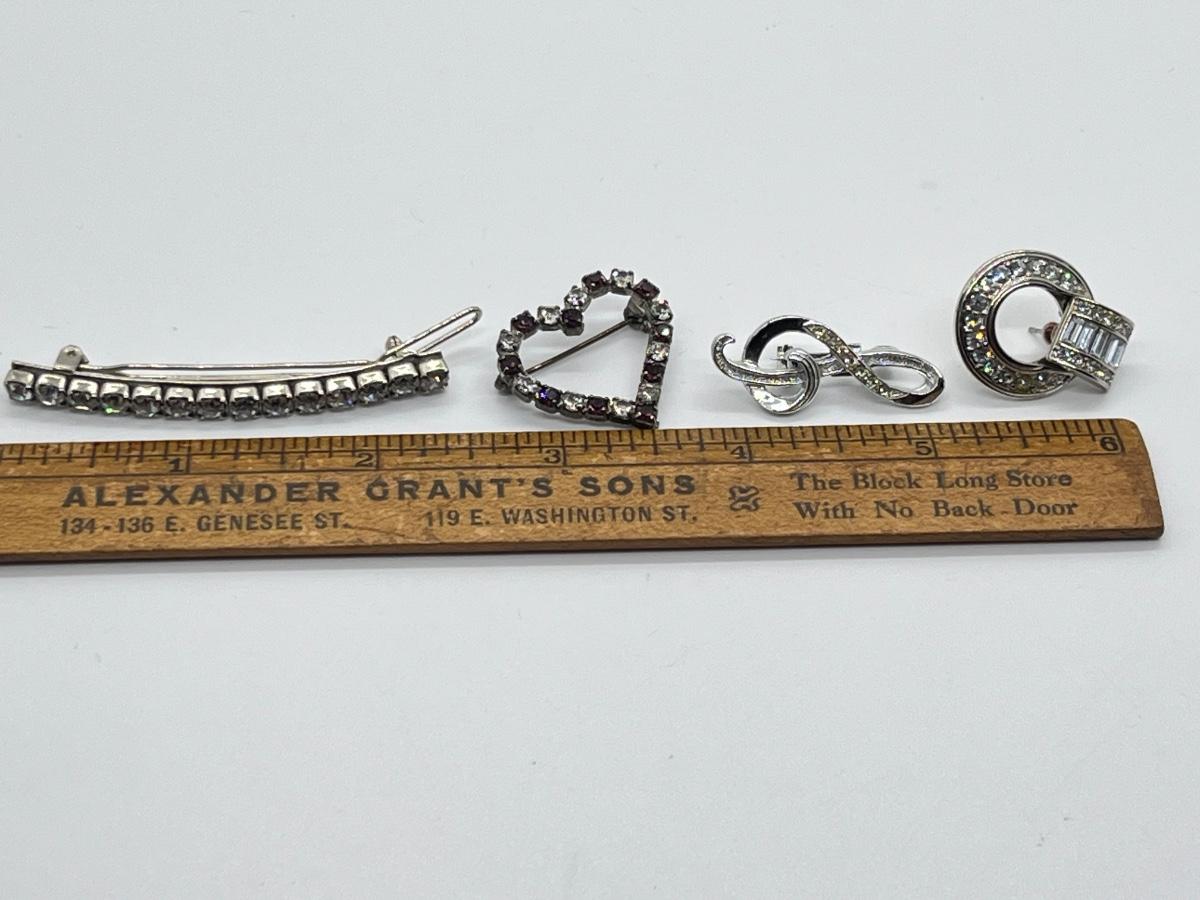 1 2 3 4 5 6
ALEXANDER GRANT'S SONS
134-136 E. GENESEE ST. 119 E. WASHINGTON ST.
The Block Long Store
With No Back-Door